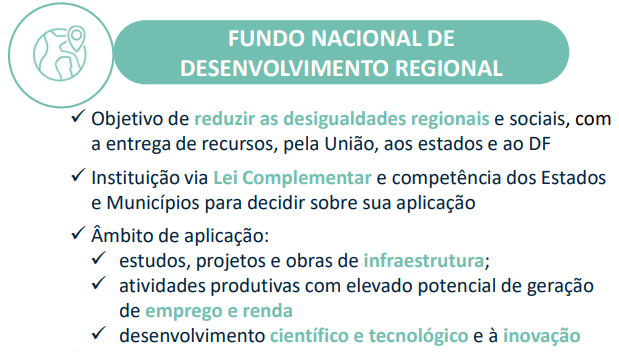 FUNDO NACIONAL DE
DESENVOLVIMENTO REGIONAL
✓ Objetivo de reduzir as desigualdades regionais e sociais, com
a entrega de recursos, pela União, aos estados e ao DF
✓ Instituição via Lei Complementar e competência dos Estados
e Municípios para decidir sobre sua aplicação
✓ Âmbito de aplicação:
✓ estudos, projetos e obras de infraestrutura;
✓ atividades produtivas com elevado potencial de geração
de emprego e renda
✓ desenvolvimento científico e tecnológico e à inovação